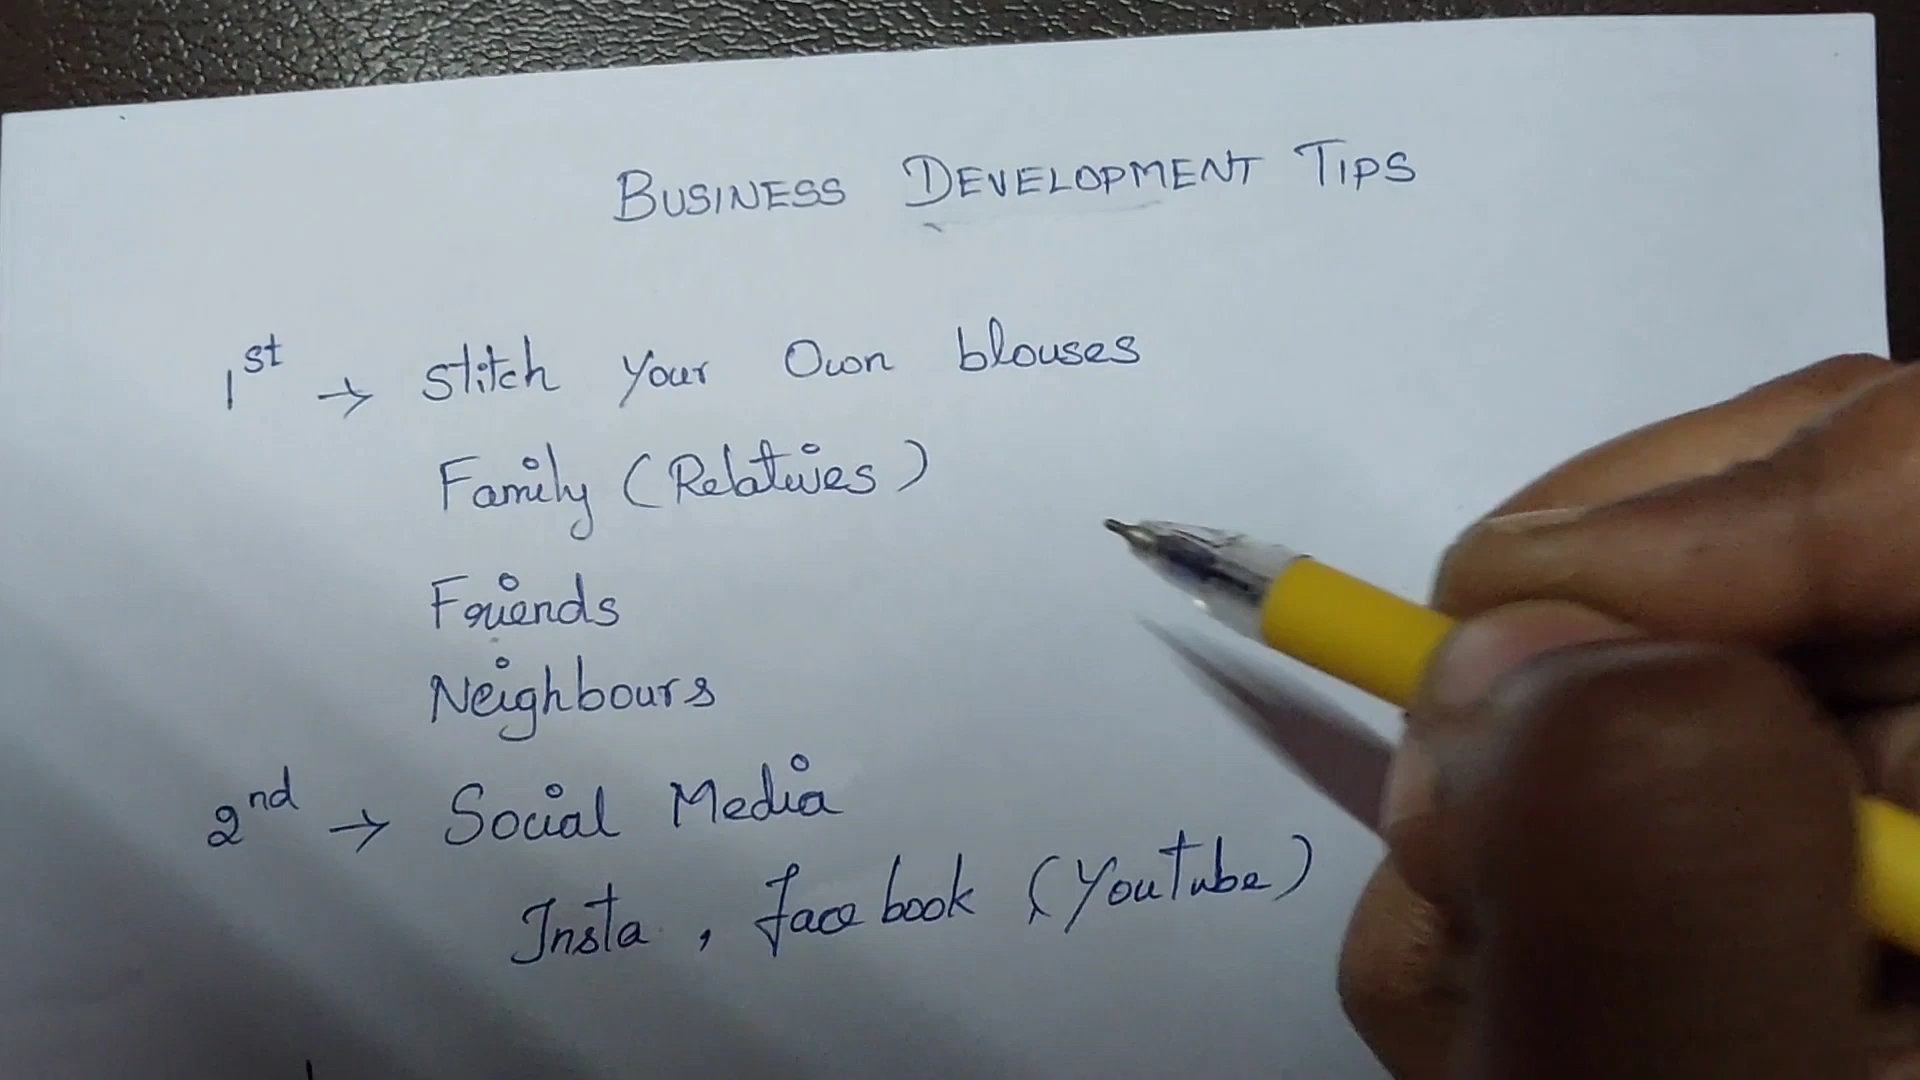 BUSINESS DEVELOPMENT TIPS
1st → Stitch Your Own blouses
Family (Relatives)
Friends
Neighbours
2nd → Social Media
Insta, facebook (YouTube)